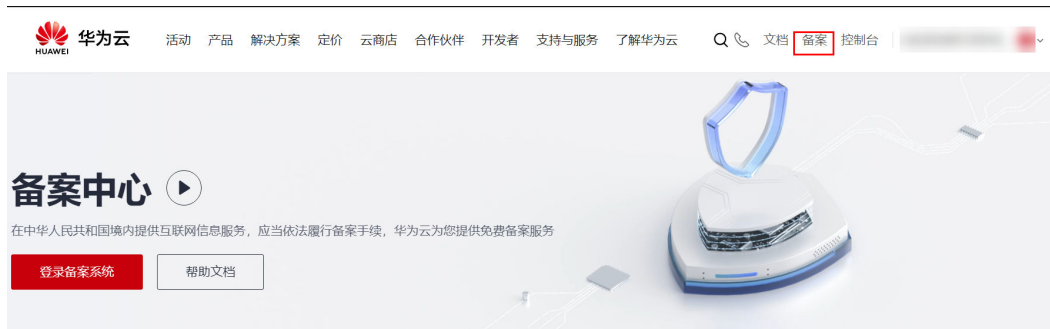 HUAWEI 华为云 活动 产品 解决方案 定价 云商店 合作伙伴 开发者 支持与服务 了解华为云 文档 备案 控制台
备案中心
在中华人民共和国境内提供互联网信息服务，应当依法履行备案手续，华为云为您提供免费备案服务
登录备案系统 帮助文档